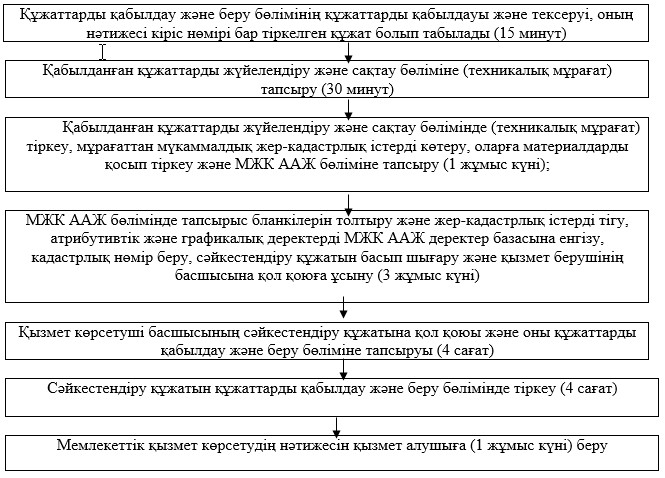 Құжаттарды қабылдау және беру бөлімінің құжаттарды қабылдауы және тексеруі, оның
нәтижесі кіріс нөмірі бар тіркелген құжат болып табылады (15 минут)
Қабылданған құжаттарды жүйелендіру және сақтау бөліміне (техникалық мұрағат)
тапсыру (30 минут)
Қабылданған құжаттарды жүйелендіру және сақтау бөлімінде (техникалық мұрағат)
тіркеу, мұрағаттан мүкаммалдық жер-кадастрлық істерді көтеру, оларға материалдарды
қосып тіркеу және МЖК ААЖ бөліміне тапсыру (1 жұмыс күні);
МЖК ААЖ бөлімінде тапсырыс бланкілерін толтыру және жер-кадастрлық істерді тігу,
атрибутивтік және графикалық деректерді МЖК ААЖ деректер базасына енгізу,
кадастрлық нөмір беру, сәйкестендіру құжатын басып шығару және қызмет берушінің
басшысына қол қоюға ұсыну (3 жұмыс күні)
Қызмет көрсетуші басшысының сәйкестендіру құжатына қол қоюы және оны құжаттарды
қабылдау және беру бөліміне тапсыруы (4 сағат)
Сәйкестендіру құжатын құжаттарды қабылдау және беру бөлімінде тіркеу (4 сағат)
Мемлекеттік қызмет көрсетудің нәтижесін қызмет алушыға (1 жұмыс күні) беру